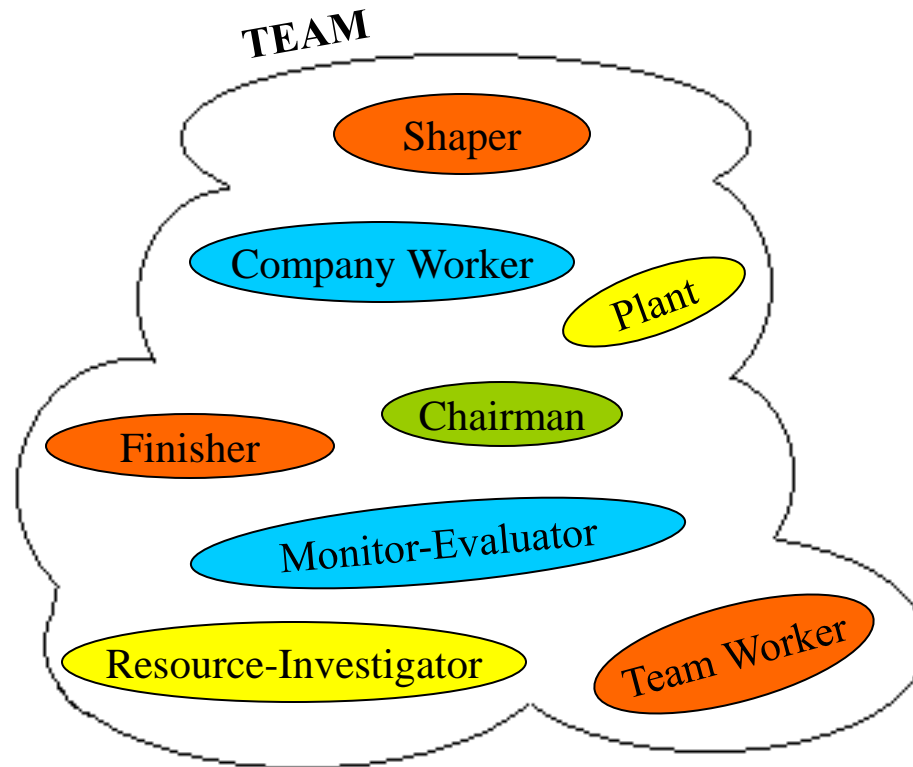 TEAM
Shaper
Company Worker
Plant
Chairman
Finisher
Monitor-Evaluator
Resource-Investigator
Team Worker